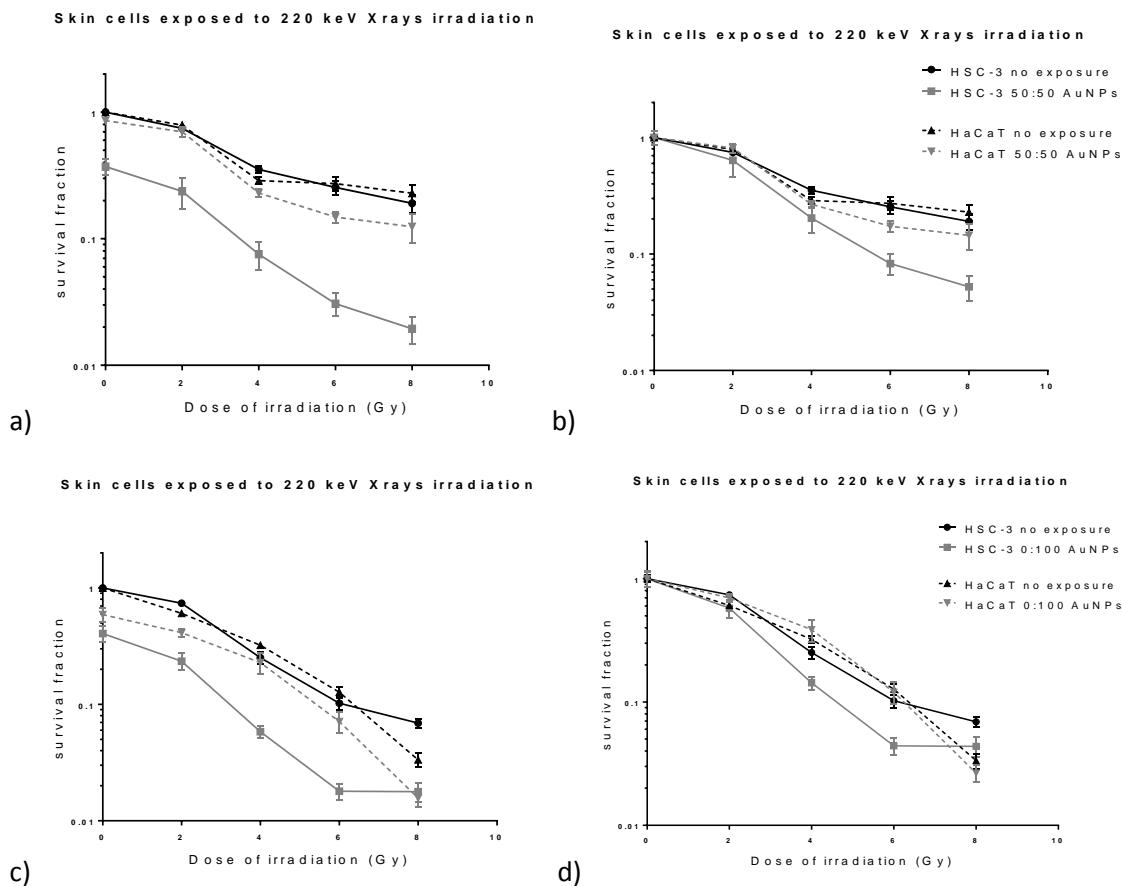 Skin cells exposed to 220 keV Xrays irradiation
survival fraction
1
0.1
0.01
0 2 4 6 8 10
Dose of irradiation (Gy)
a)
Skin cells exposed to 220 keV Xrays irradiation
HSC-3 no exposure
HSC-3 50:50 AuNPs
HaCaT no exposure
HaCaT 50:50 AuNPs
survival fraction
1
0.1
0.01
0 2 4 6 8 10
Dose of irradiation (Gy)
b)
Skin cells exposed to 220 keV Xrays irradiation
survival fraction
1
0.1
0.01
0 2 4 6 8 10
Dose of irradiation (Gy)
c)
Skin cells exposed to 220 keV Xrays irradiation
HSC-3 no exposure
HSC-3 0:100 AuNPs
HaCaT no exposure
HaCaT 0:100 AuNPs
survival fraction
1
0.1
0.01
0 2 4 6 8 10
Dose of irradiation (Gy)
d)